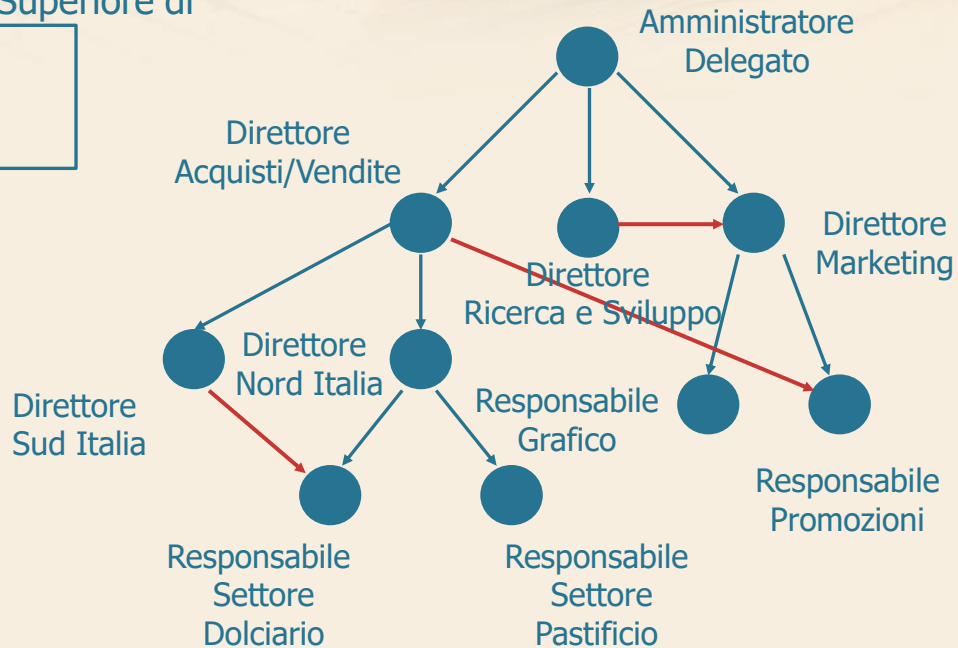 Superiore di
Amministratore
Delegato
Direttore
Acquisti/Vendite
Direttore
Marketing
Direttore
Ricerca e Sviluppo
Direttore
Nord Italia
Direttore
Sud Italia
Responsabile
Grafico
Responsabile
Promozioni
Responsabile
Settore
Dolciario
Responsabile
Settore
Pastificio